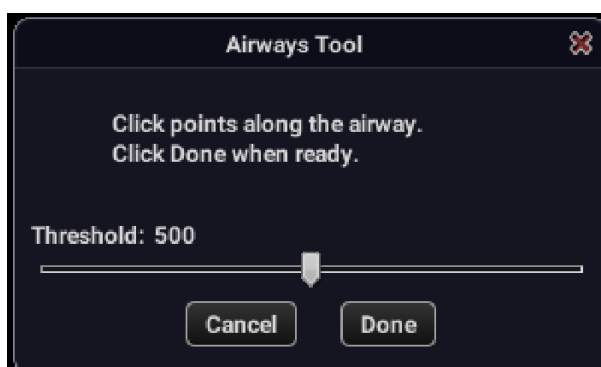 Airways Tool
Click points along the airway.
Click Done when ready.
Threshold: 500
Cancel Done